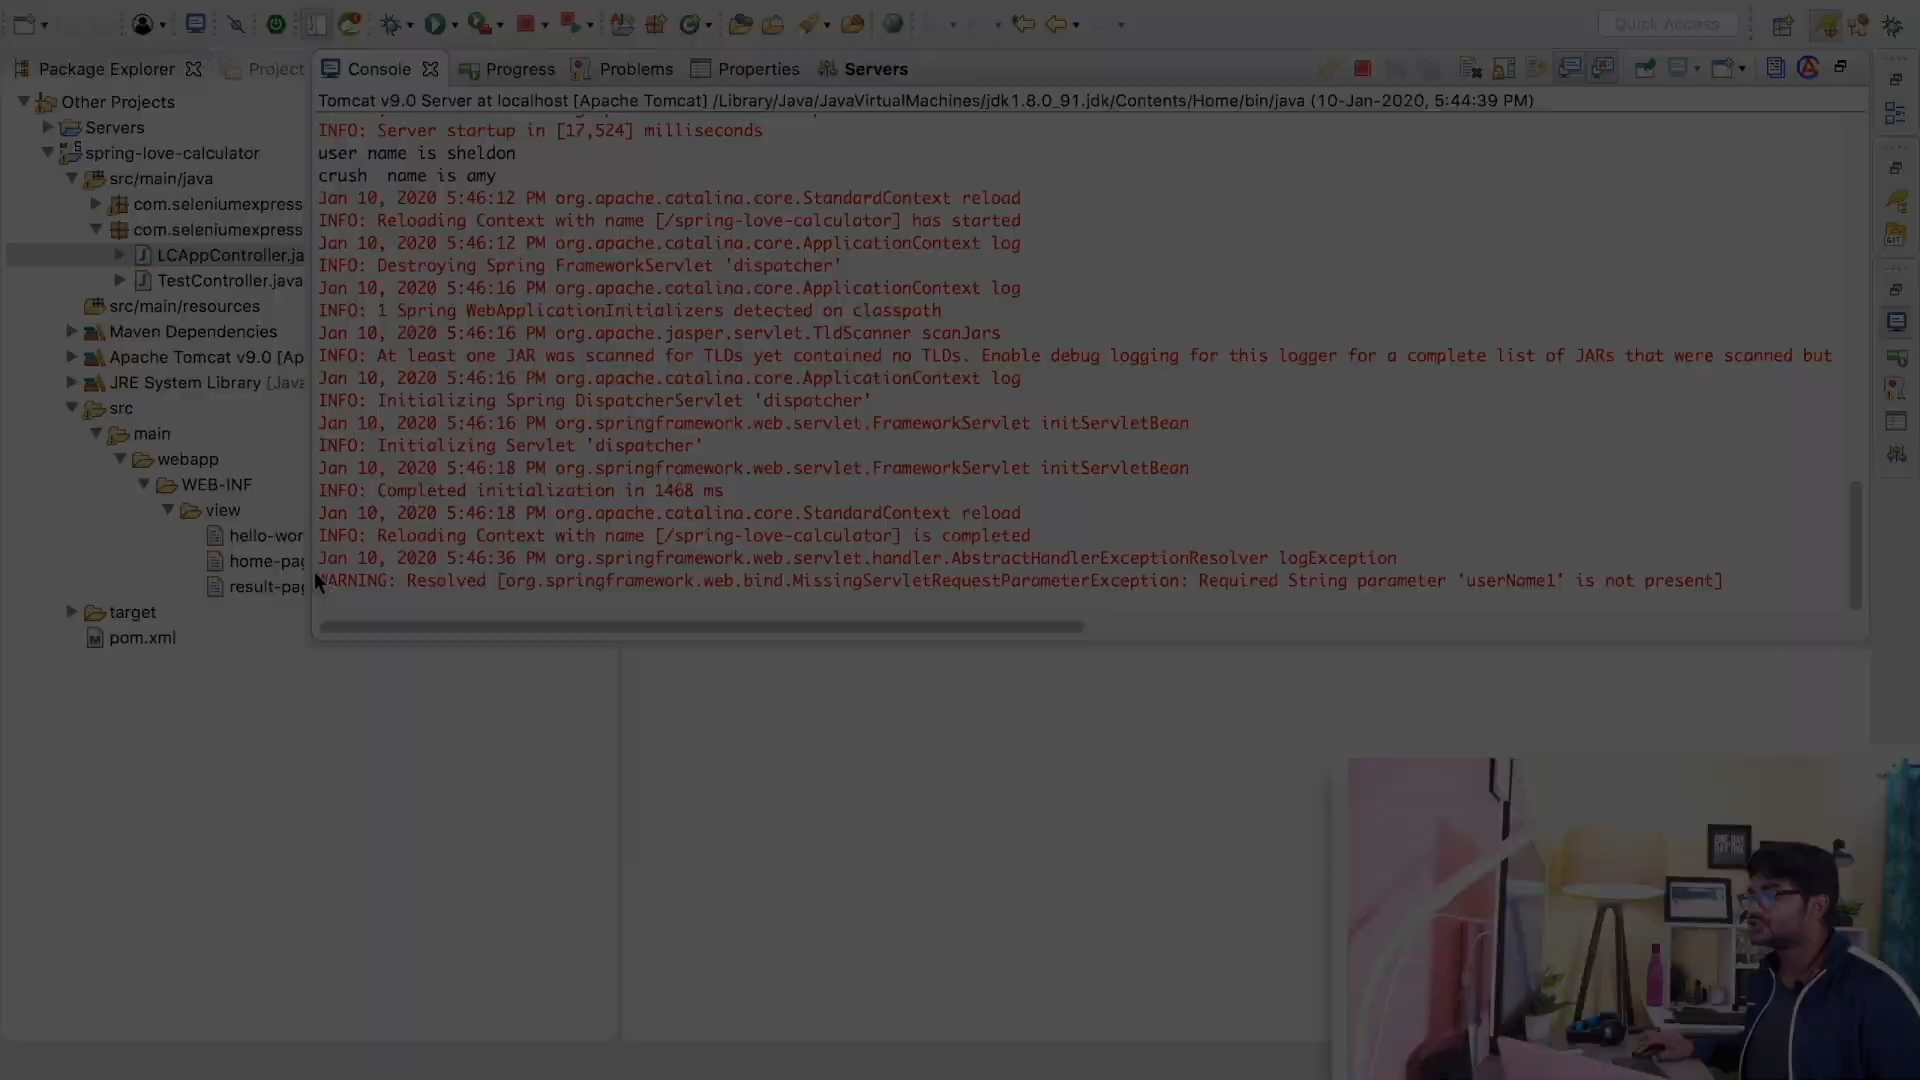 Quick Access
Package Explorer
Project
Console
Progress
Problems
Properties
Servers
Tomcat v9.0 Server at localhost [Apache Tomcat] /Library/Java/JavaVirtualMachines/jdk1.8.0_91.jdk/Contents/Home/bin/java (10-Jan-2020, 5:44:39 PM)
Other Projects
Servers
spring-love-calculator
src/main/java
com.seleniumexpress
com.seleniumexpress
LCAppController.ja
TestController.java
src/main/resources
Maven Dependencies
Apache Tomcat v9.0 [Ap
JRE System Library [Java
src
main
webapp
WEB-INF
view
hello-wor
home-pag
result-pag
target
pom.xml
INFO: Server startup in [17,524] milliseconds
user name is sheldon
crush  name is amy
Jan 10, 2020 5:46:12 PM org.apache.catalina.core.StandardContext reload
INFO: Reloading Context with name [/spring-love-calculator] has started
Jan 10, 2020 5:46:12 PM org.apache.catalina.core.ApplicationContext log
INFO: Destroying Spring FrameworkServlet 'dispatcher'
Jan 10, 2020 5:46:16 PM org.apache.catalina.core.ApplicationContext log
INFO: 1 Spring WebApplicationInitializers detected on classpath
Jan 10, 2020 5:46:16 PM org.apache.jasper.servlet.TldScanner scanJars
INFO: At least one JAR was scanned for TLDs yet contained no TLDs. Enable debug logging for this logger for a complete list of JARs that were scanned but
Jan 10, 2020 5:46:16 PM org.apache.catalina.core.ApplicationContext log
INFO: Initializing Spring DispatcherServlet 'dispatcher'
Jan 10, 2020 5:46:16 PM org.springframework.web.servlet.FrameworkServlet initServletBean
INFO: Initializing Servlet 'dispatcher'
Jan 10, 2020 5:46:18 PM org.springframework.web.servlet.FrameworkServlet initServletBean
INFO: Completed initialization in 1468 ms
Jan 10, 2020 5:46:18 PM org.apache.catalina.core.StandardContext reload
INFO: Reloading Context with name [/spring-love-calculator] is completed
Jan 10, 2020 5:46:36 PM org.springframework.web.servlet.handler.AbstractHandlerExceptionResolver logException
WARNING: Resolved [org.springframework.web.bind.MissingServletRequestParameterException: Required String parameter 'userName1' is not present]